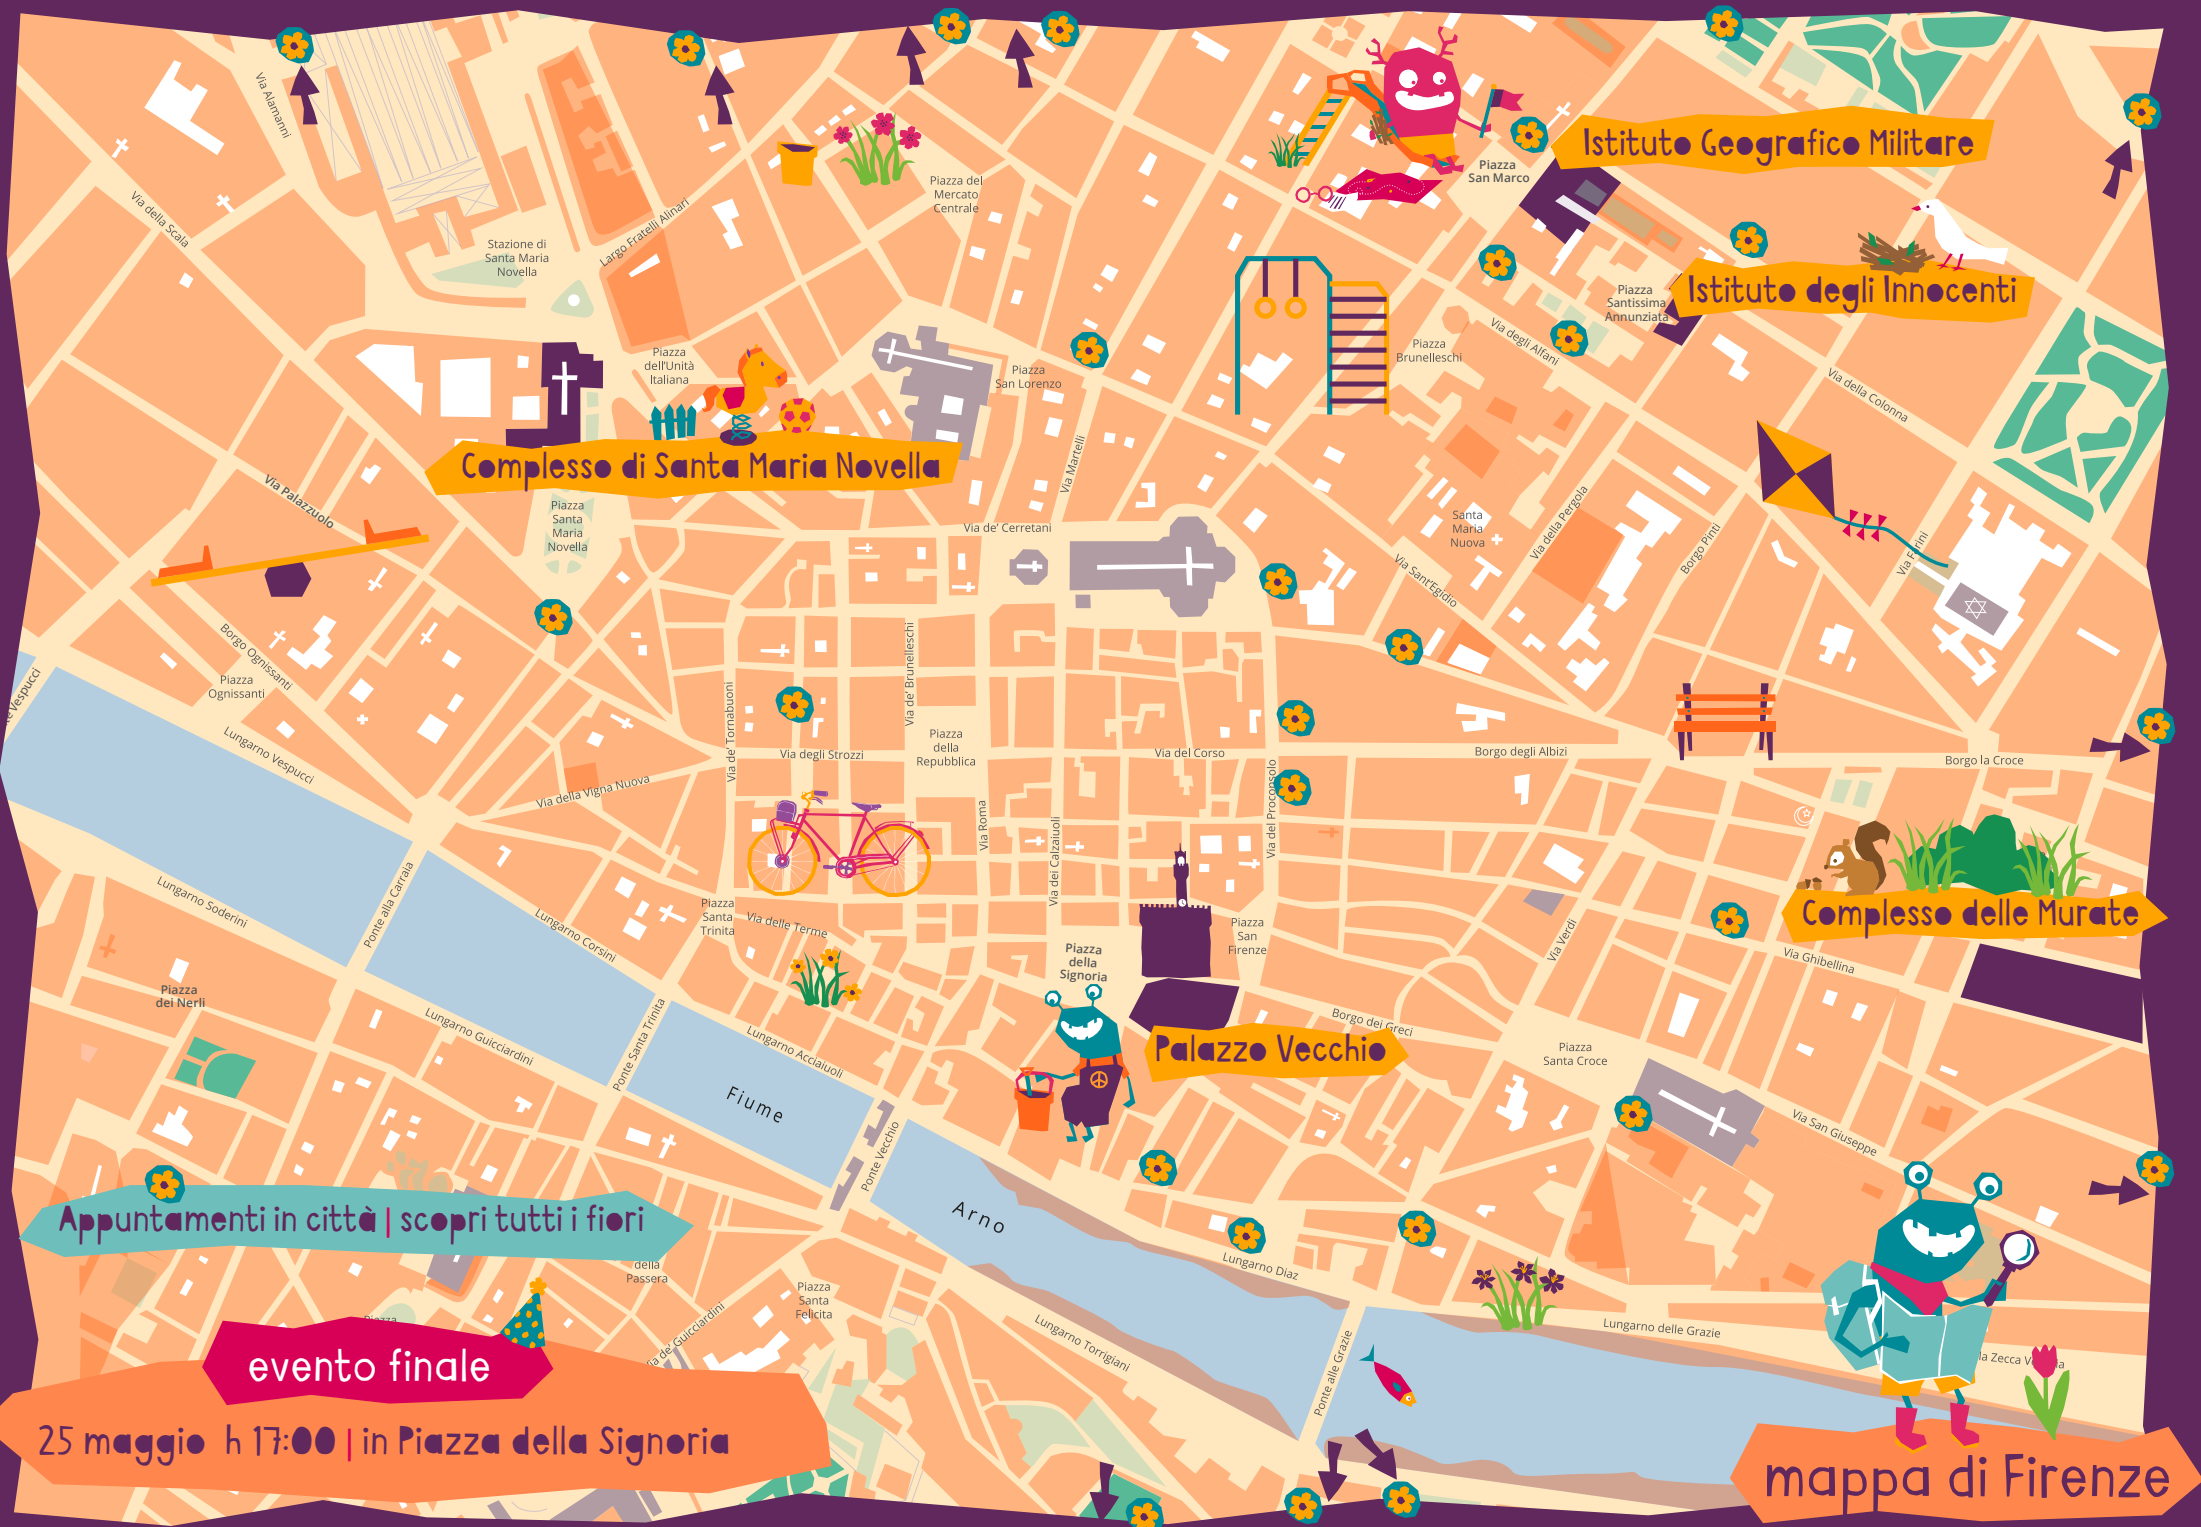 Via Alamanni
Via della Scala
Stazione di
Santa Maria
Novella
Largo Fratelli Alinari
Piazza del
Mercato
Centrale
Piazza
San Marco
Istituto Geografico Militare
Istituto degli Innocenti
Piazza
Santissima
Annunziata
Via degli Alfani
Piazza
Brunelleschi
Via della Colonna
Piazza
dell'Unità
Italiana
Piazza
San Lorenzo
Via Martelli
Complesso di Santa Maria Novella
Via Palazzuolo
Piazza
Santa
Maria
Novella
Via de' Cerretani
Santa
Maria
Nuova
Via della Pergola
Borgo Pinti
Via Sant'Egidio
Borgo Ognissanti
Piazza
Ognissanti
Lungarno Vespucci
Via de' Tornabuoni
Via de' Brunelleschi
Via degli Strozzi
Piazza
della
Repubblica
Via del Corso
Borgo degli Albizi
Borgo la Croce
Via della Vigna Nuova
Via Roma
Via dei Calzaiuoli
Via del Proconsolo
Complesso delle Murate
Via Ghibellina
Via Verdi
Lungarno Soderini
Ponte alla Carraia
Lungarno Corsini
Piazza
Santa
Trinita
Via delle Terme
Piazza
della
Signoria
Piazza
San
Firenze
Palazzo Vecchio
Borgo dei Greci
Piazza
Santa Croce
Via San Giuseppe
Piazza
dei Nerli
Lungarno Guicciardini
Ponte Santa Trinita
Lungarno Acciaiuoli
Fiume
Ponte Vecchio
Arno
Appuntamenti in città | scopri tutti i fiori
della
Passera
Piazza
Piazza
Santa
Felicita
de' Guicciardini
Lungarno Torrigiani
Lungarno Diaz
Ponte alle Grazie
Lungarno delle Grazie
Zecca
evento finale
25 maggio h 17:00 | in Piazza della Signoria
mappa di Firenze